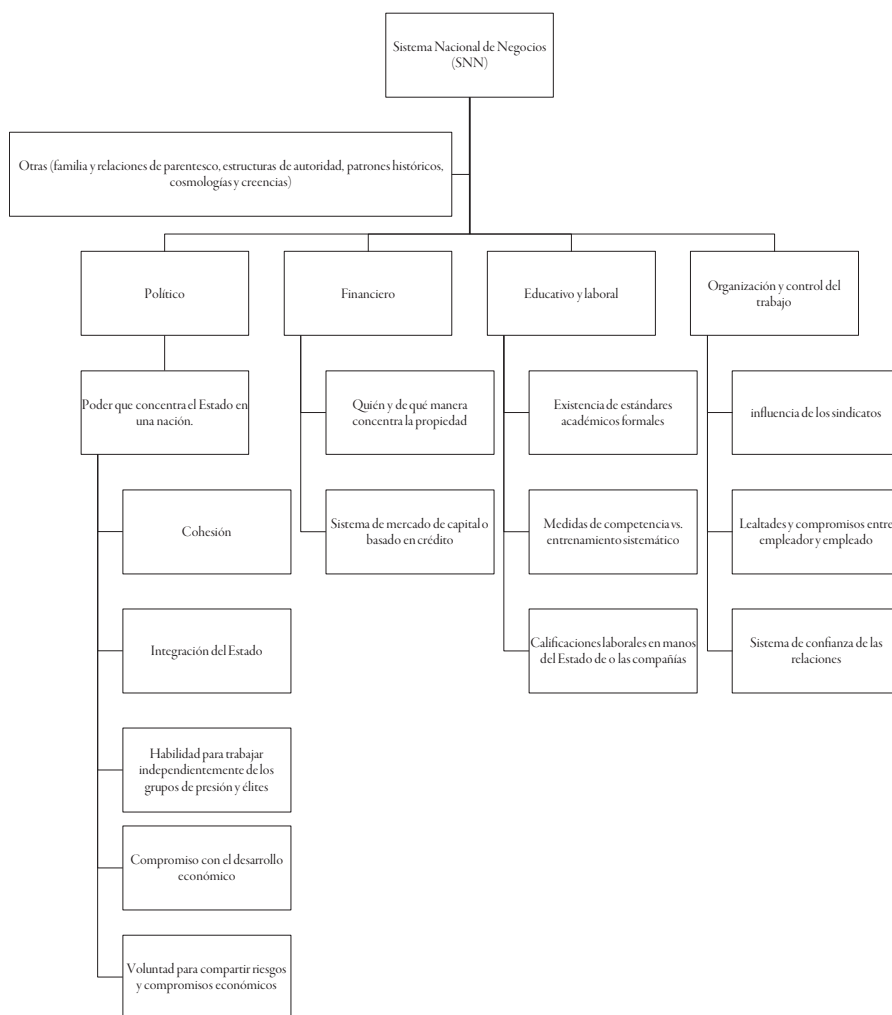 Sistema Nacional de Negocios
(SNN)
Otras (familia y relaciones de parentesco, estructuras de autoridad, patrones históricos,
cosmologías y creencias)
Político
Financiero
Educativo y laboral
Organización y control del
trabajo
Poder que concentra el Estado en
una nación.
Quién y de qué manera
concentra la propiedad
Existencia de estándares
académicos formales
influencia de los sindicatos
Cohesión
Sistema de mercado de capital o
basado en crédito
Medidas de competencia vs.
entrenamiento sistemático
Lealtades y compromisos entre
empleador y empleado
Integración del Estado
Calificaciones laborales en manos
del Estado de o las compañías
Sistema de confianza de las
relaciones
Habilidad para trabajar
independientemente de los
grupos de presión y élites
Compromiso con el desarrollo
económico
Voluntad para compartir riesgos
y compromisos económicos